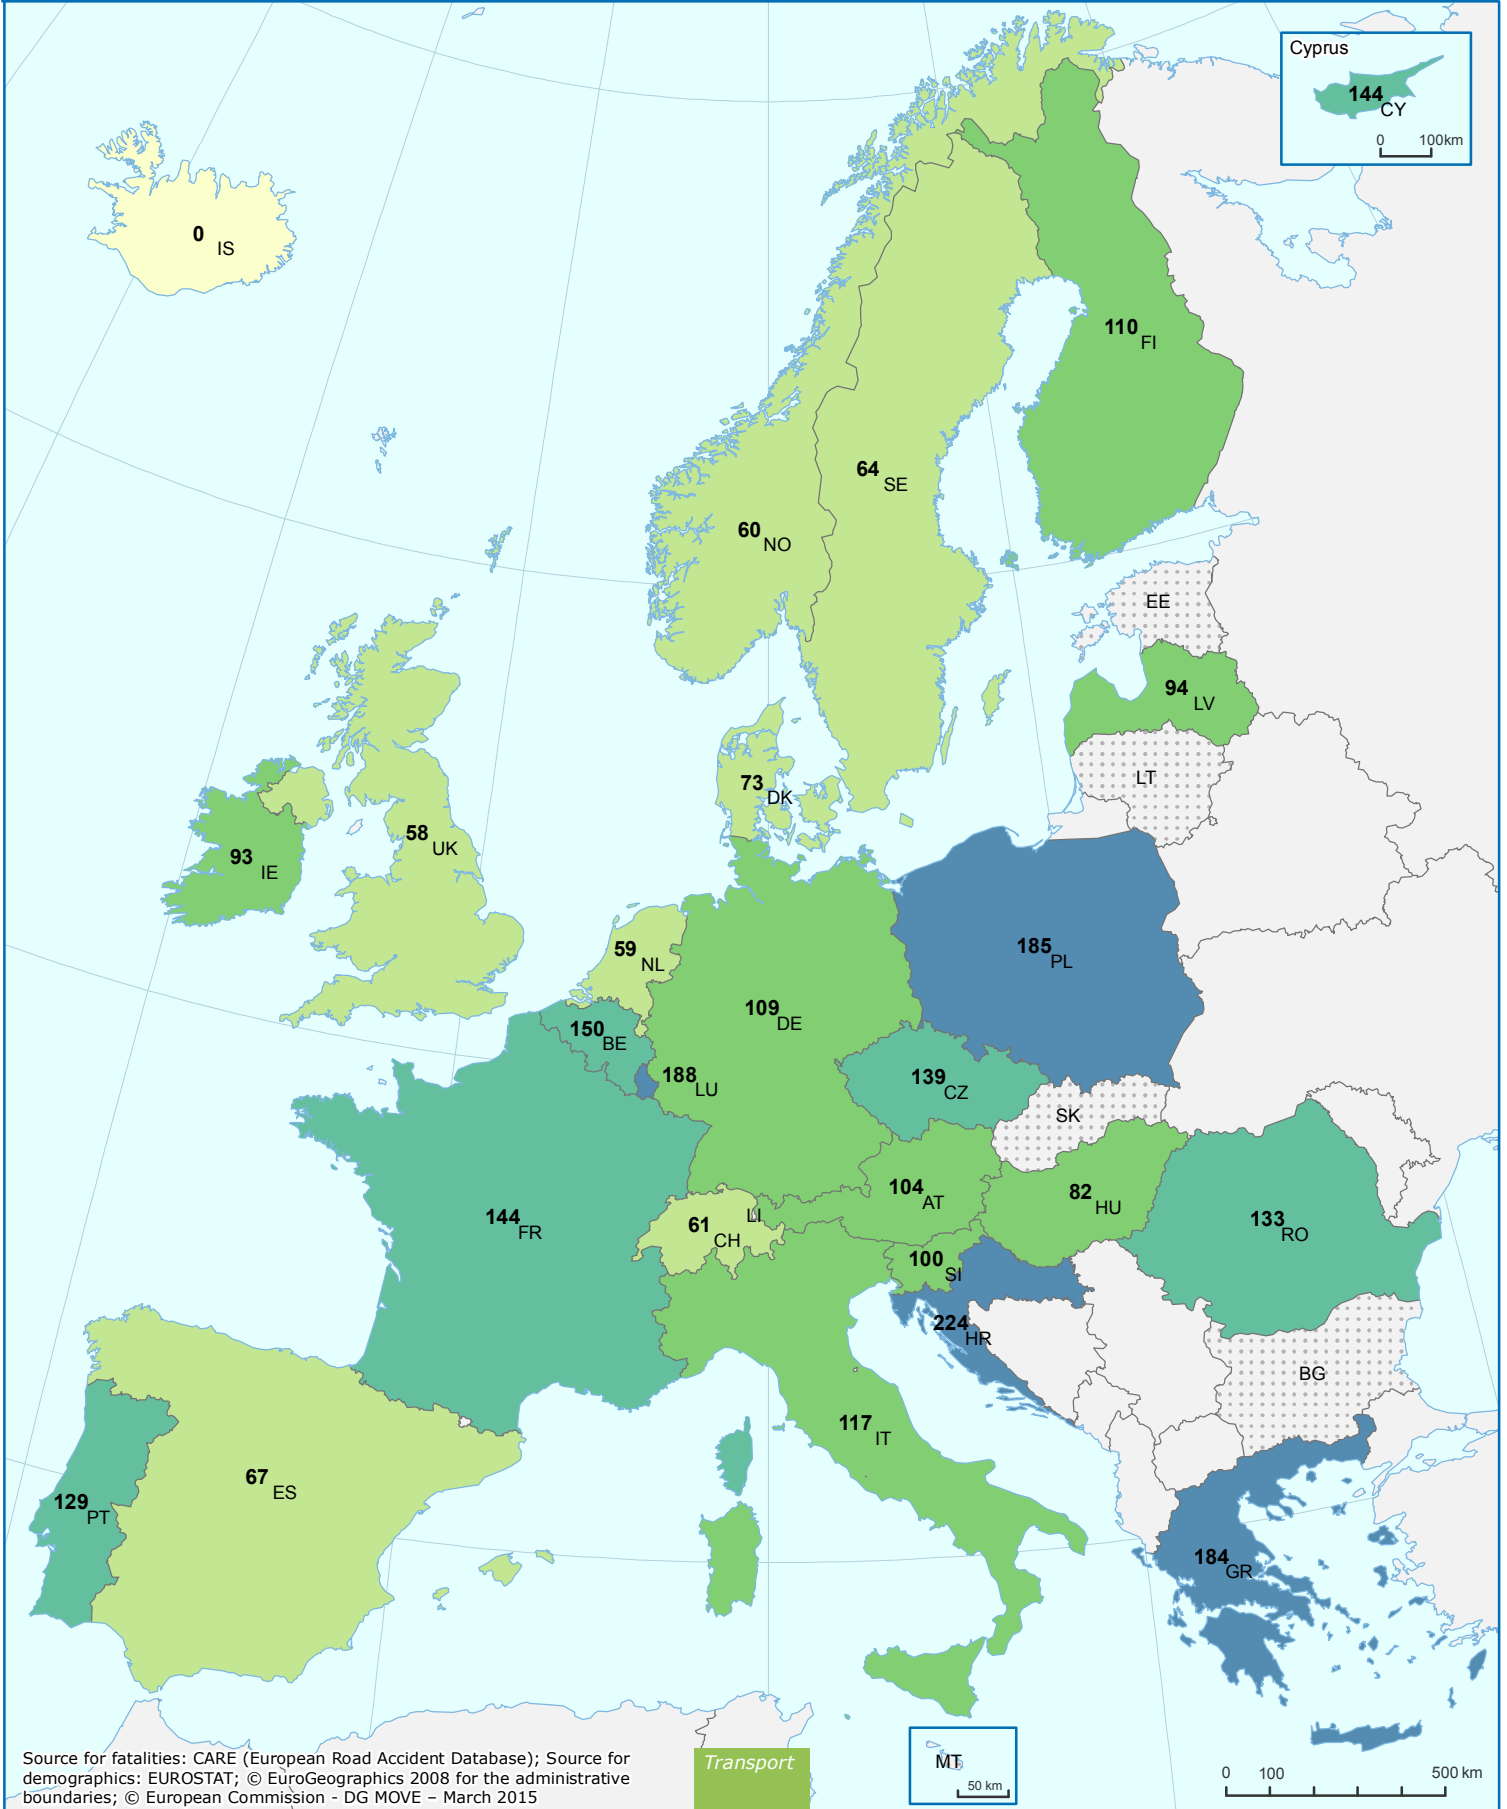 Cyprus
144
CY
0 100km
0
IS
110
FI
64
SE
60
NO
EE
94
LV
LT
73
DK
58
UK
93
IE
59
NL
185
PL
109
DE
150
BE
188
LU
139
CZ
SK
104
AT
82
HU
133
RO
144
FR
61
CH
LI
100
SI
224
HR
BG
117
IT
67
ES
129
PT
184
GR
MT
50 km
0 100 500 km
Source for fatalities: CARE (European Road Accident Database); Source for
demographics: EUROSTAT; © EuroGeographics 2008 for the administrative
boundaries; © European Commission - DG MOVE – March 2015
Transport